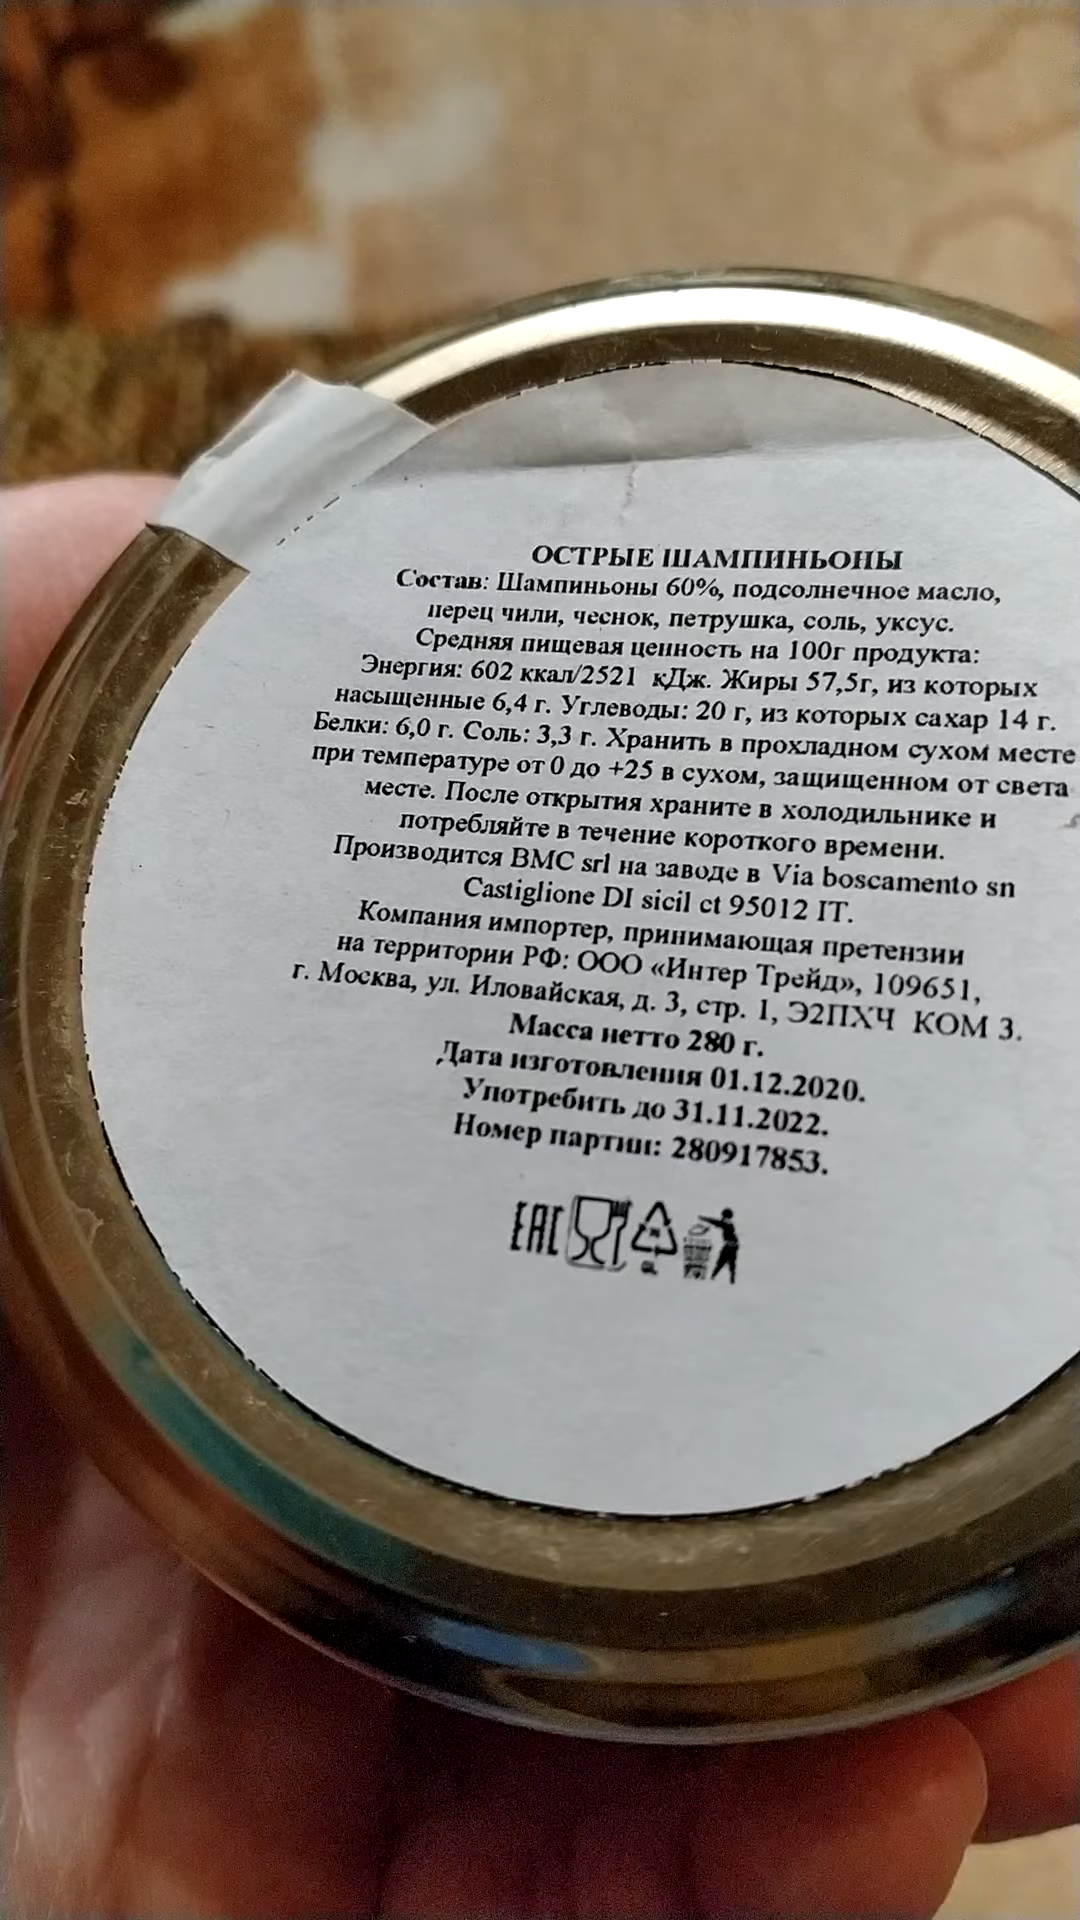 ОСТРЫЕ ШАМПИНЬОНЫ
Состав: Шампиньоны 60%, подсолнечное масло,
перец чили, чеснок, петрушка, соль, уксус.
Средняя пищевая ценность на 100г продукта:
Энергия: 602 ккал/2521 кДж. Жиры 57,5г, из которых
насыщенные 6,4 г. Углеводы: 20 г, из которых сахар 14 г.
Белки: 6,0 г. Соль: 3,3 г. Хранить в прохладном сухом месте
при температуре от 0 до +25 в сухом, защищенном от света
месте. После открытия храните в холодильнике и
потребляйте в течение короткого времени.
Производится BMC srl на заводе в Via boscamento sn
Castiglione DI sicil ct 95012 IT.
Компания импортер, принимающая претензии
на территории РФ: ООО «Интер Трейд», 109651,
г. Москва, ул. Иловайская, д. 3, стр. 1, Э2ПХЧ КОМ 3.
Масса нетто 280 г.
Дата изготовления 01.12.2020.
Употребить до 31.11.2022.
Номер партии: 280917853.
EAC
GL